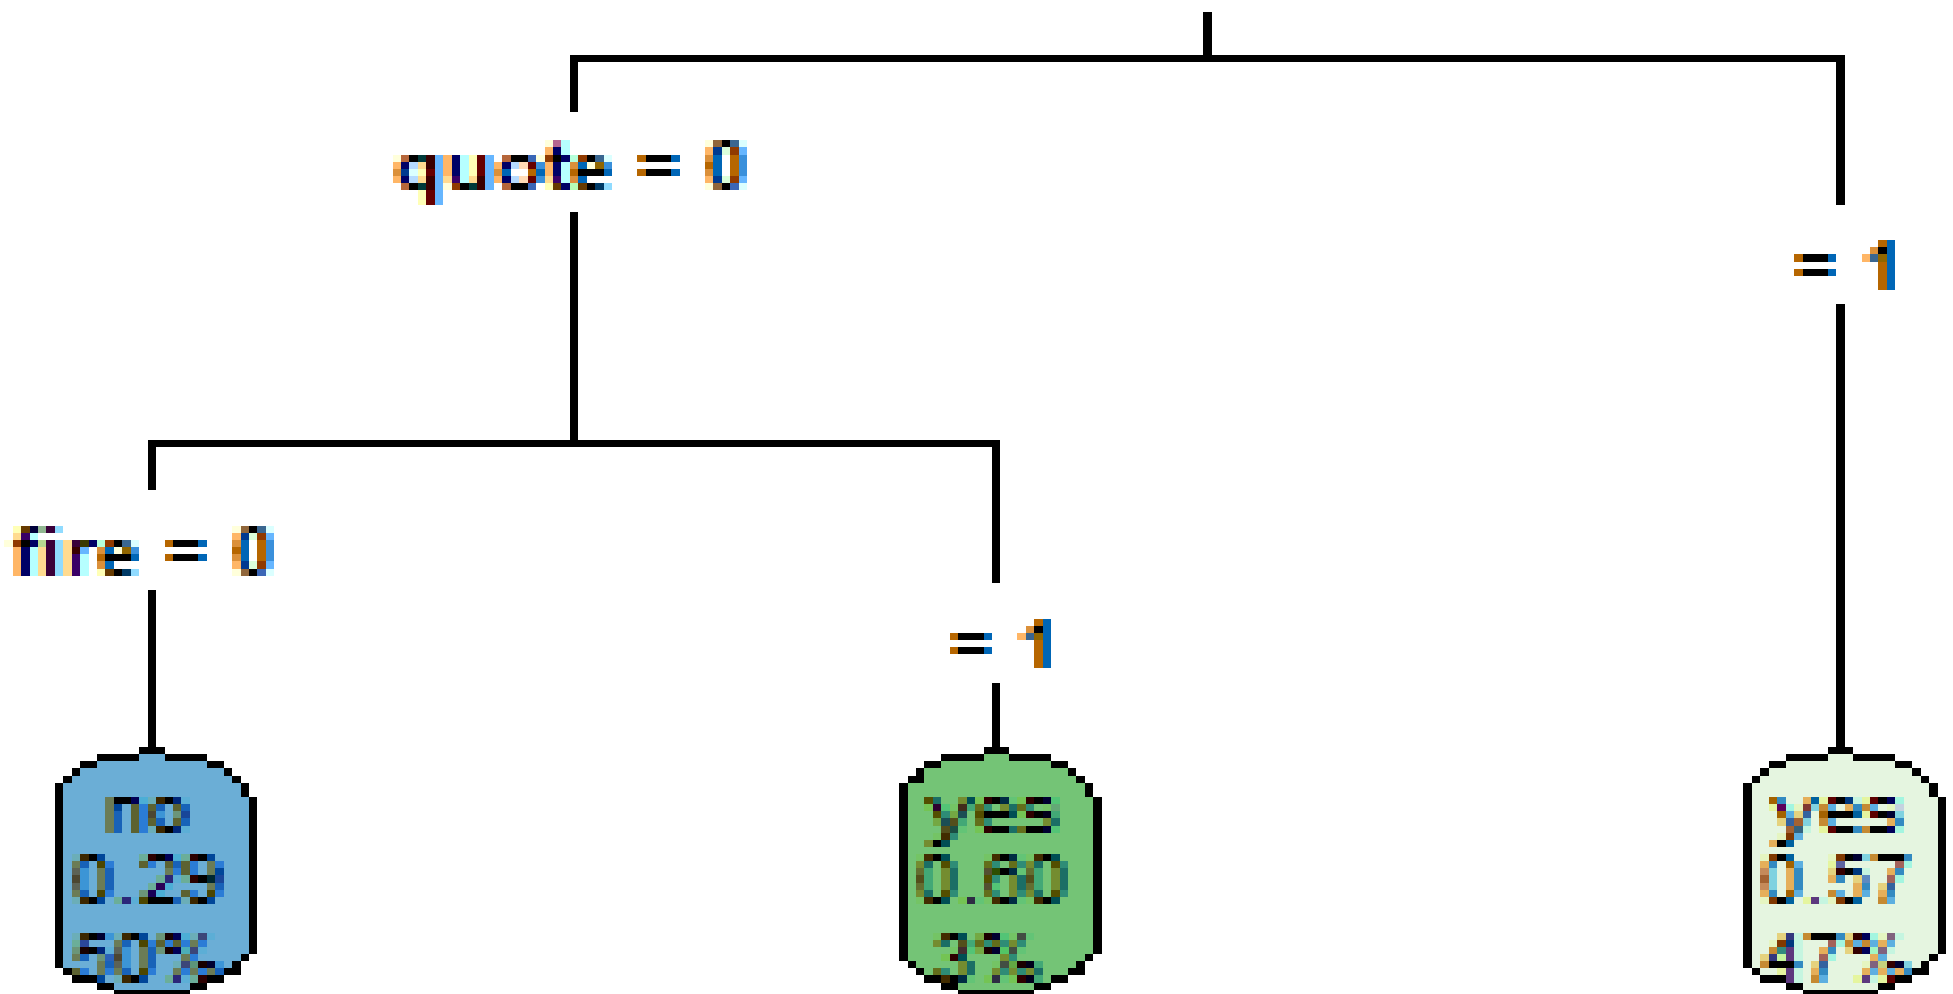 quote = 0
= 1
fire = 0
= 1
no
0.29
50%
yes
0.60
3%
yes
0.57
47%